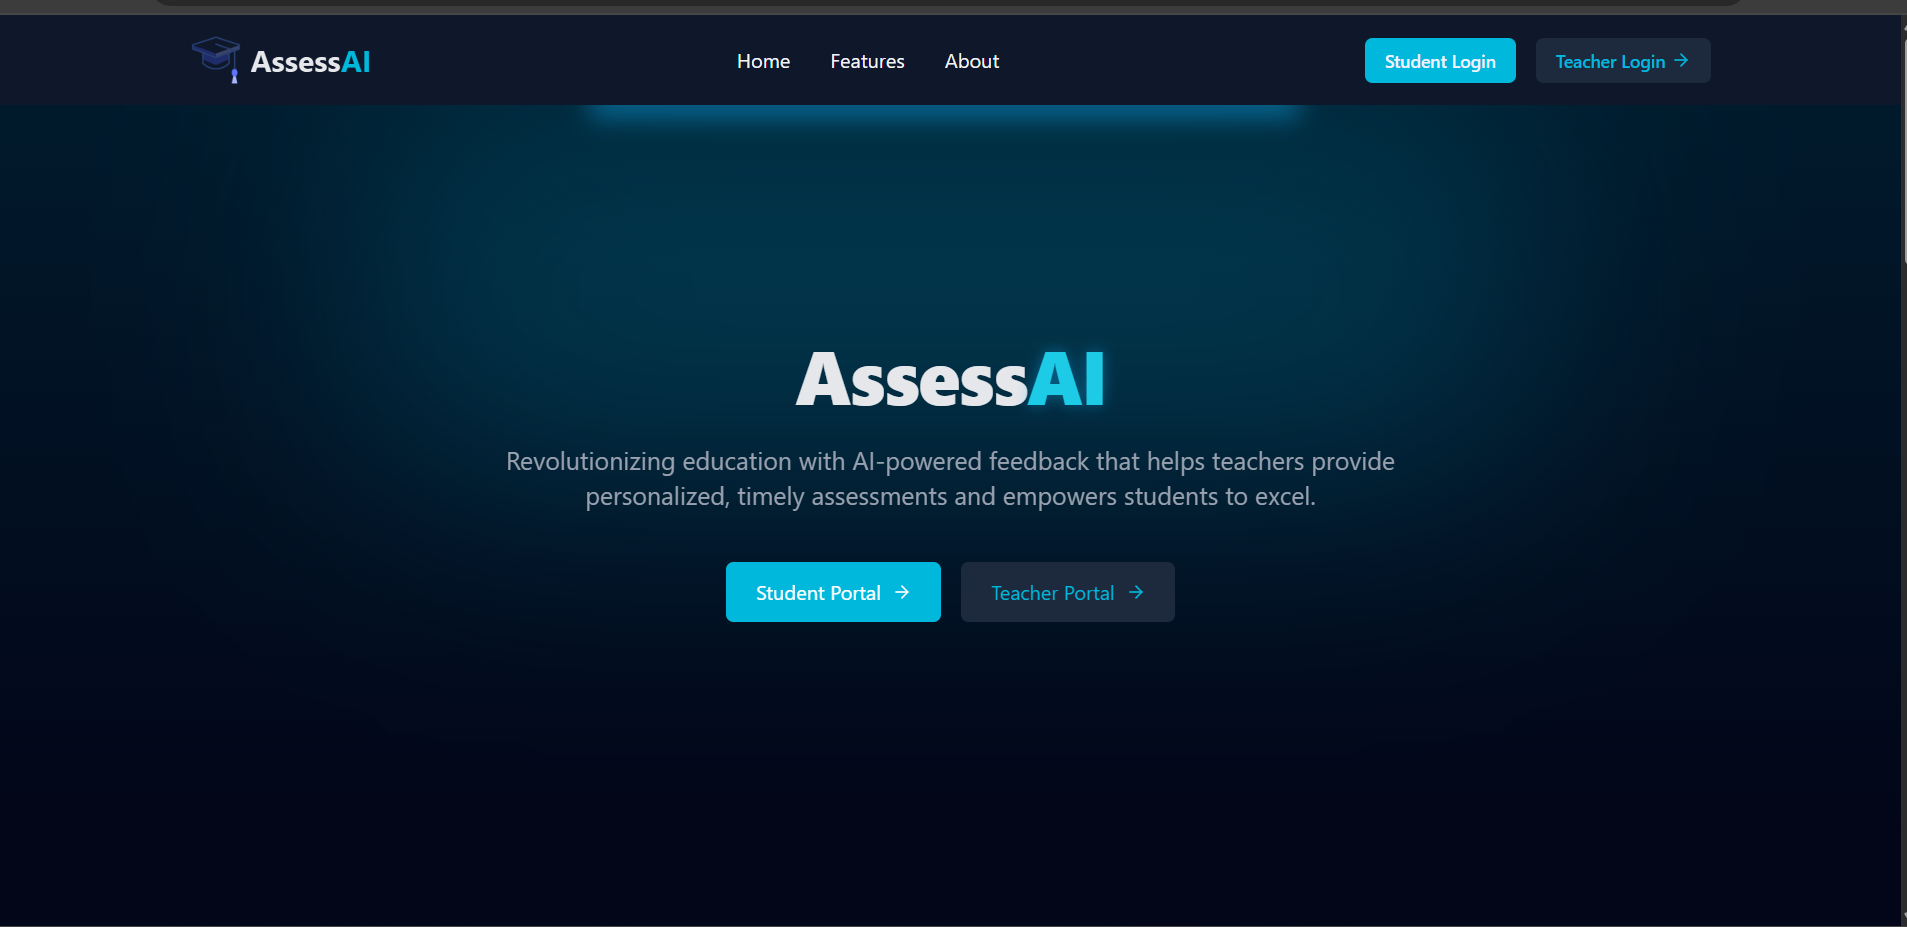 AssessAI
Home
Features
About
Student Login
Teacher Login
AssessAI
Revolutionizing education with AI-powered feedback that helps teachers provide
personalized, timely assessments and empowers students to excel.
Student Portal
Teacher Portal